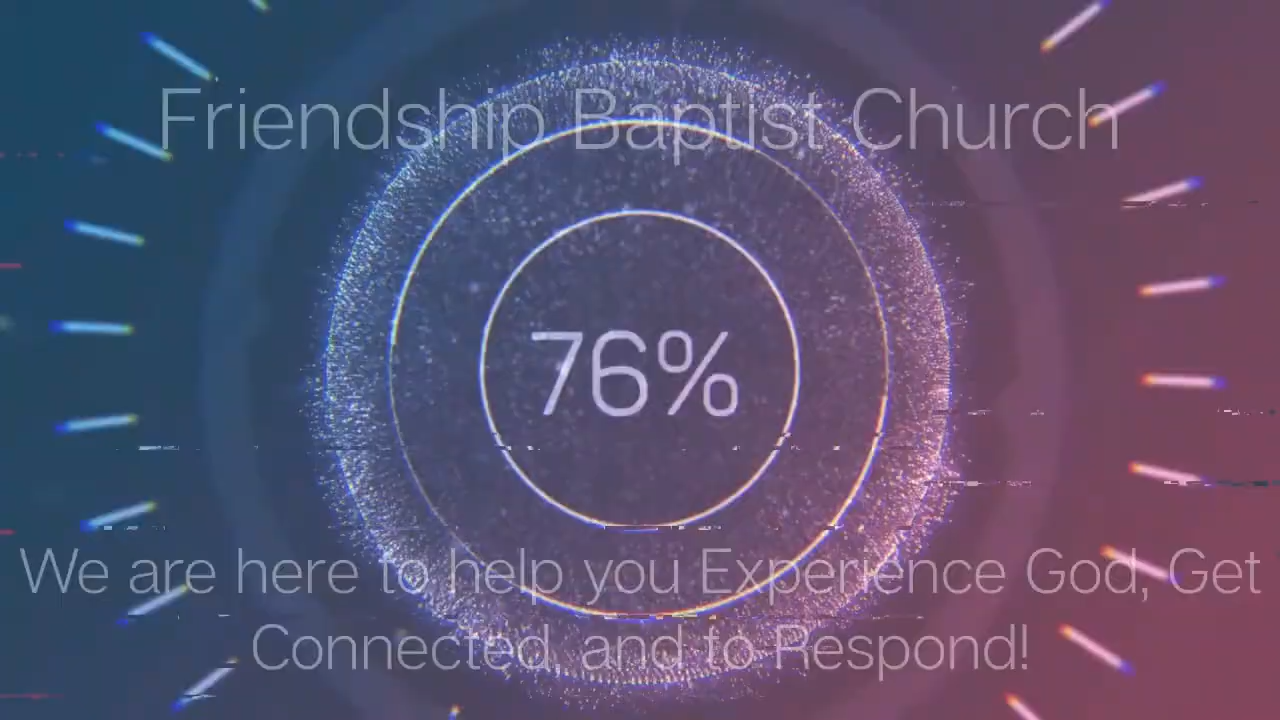 Friendship Baptist Church
76%
We are here to help you Experience God, Get
Connected, and to Respond!